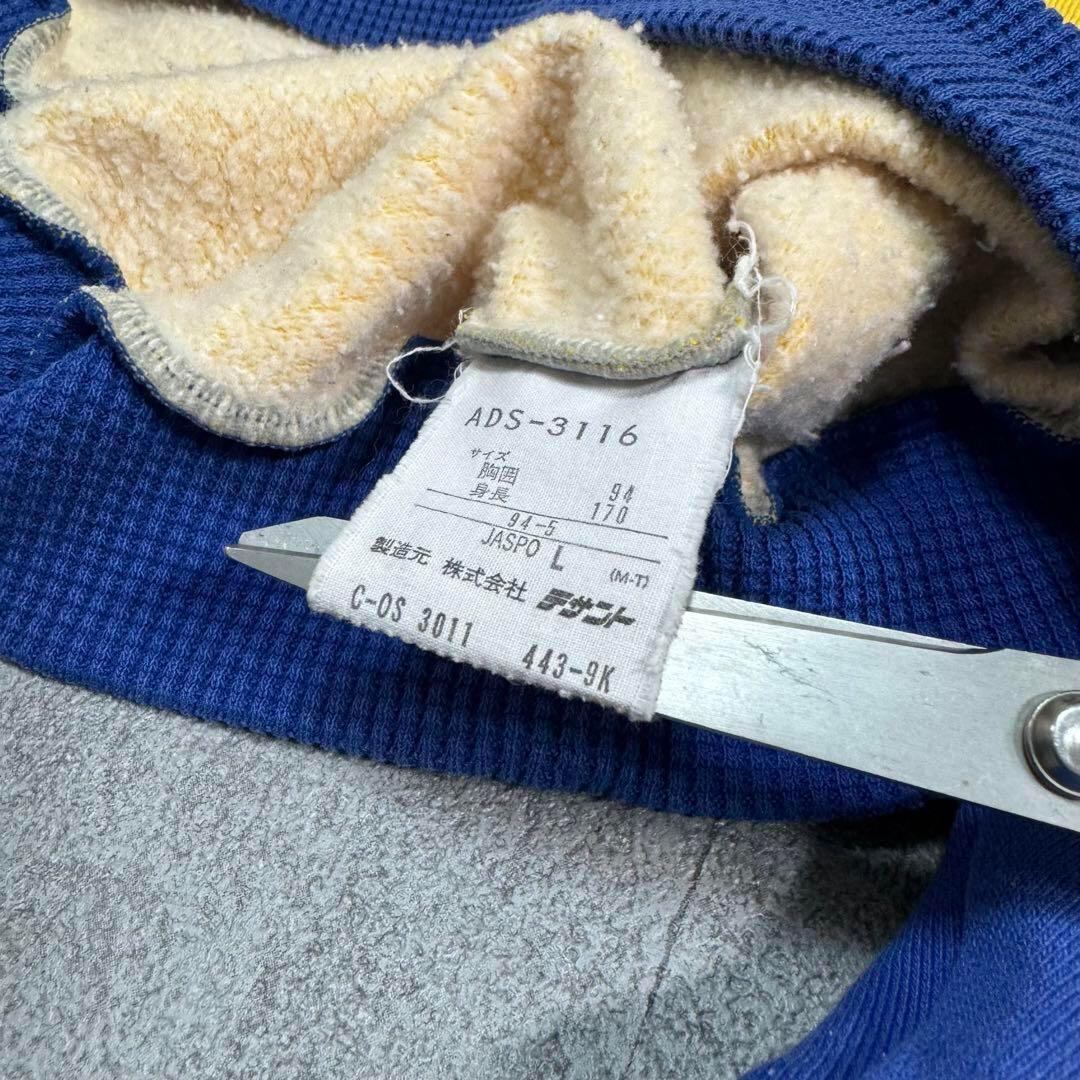 ADS-3116
サイズ
胸囲 94
身長 170
94-5
JASPO L (M-T)
製造元 株式会社 デサント
C-OS 3011 443-9K